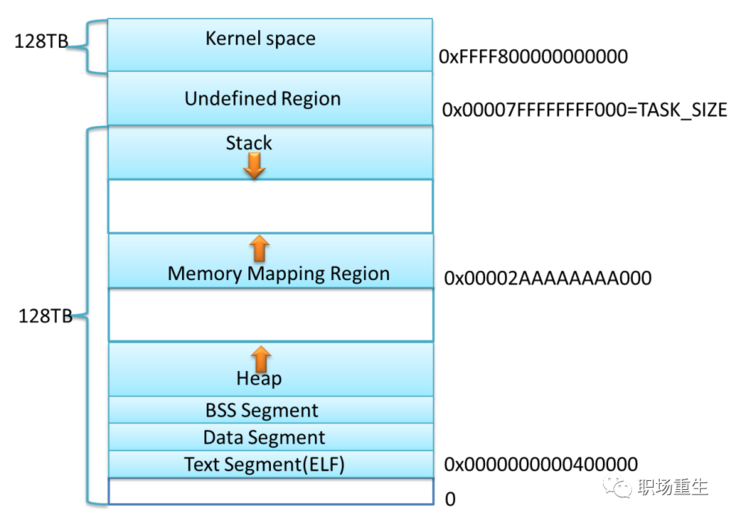 128TB
Kernel space
0xFFFF800000000000
Undefined Region
0x00007FFFFFFFF000=TASK_SIZE
Stack
Memory Mapping Region
0x00002AAAAAAAA000
128TB
Heap
BSS Segment
Data Segment
Text Segment(ELF)
0x0000000000400000
职场重生
0